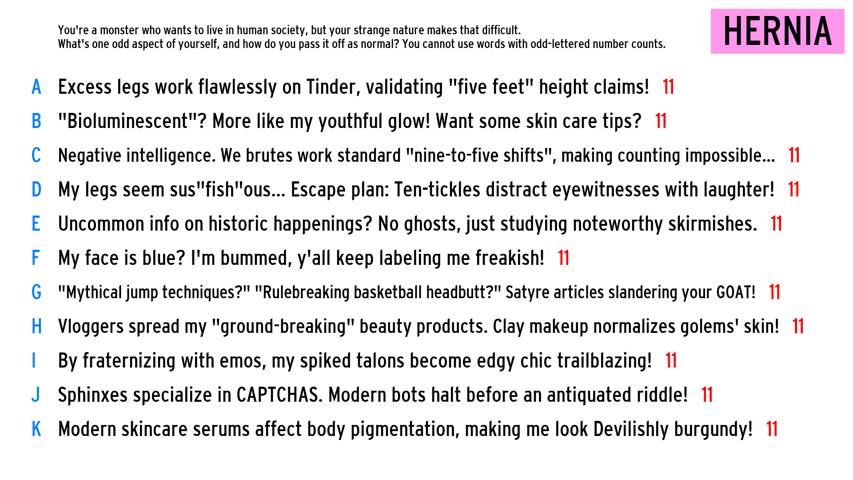 You're a monster who wants to live in human society, but your strange nature makes that difficult.
What's one odd aspect of yourself, and how do you pass it off as normal? You cannot use words with odd-lettered number counts.
HERNIA
A Excess legs work flawlessly on Tinder, validating "five feet" height claims! 11
B "Bioluminescent"? More like my youthful glow! Want some skin care tips? 11
C Negative intelligence. We brutes work standard "nine-to-five shifts", making counting impossible... 11
D My legs seem sus"fish"ous... Escape plan: Ten-tickles distract eyewitnesses with laughter! 11
E Uncommon info on historic happenings? No ghosts, just studying noteworthy skirmishes. 11
F My face is blue? I'm bummed, y'all keep labeling me freakish! 11
G "Mythical jump techniques?" "Rulebreaking basketball headbutt?" Satyre articles slandering your GOAT! 11
H Vloggers spread my "ground-breaking" beauty products. Clay makeup normalizes golems' skin! 11
I By fraternizing with emos, my spiked talons become edgy chic trailblazing! 11
J Sphinxes specialize in CAPTCHAS. Modern bots halt before an antiquated riddle! 11
K Modern skincare serums affect body pigmentation, making me look Devilishly burgundy! 11